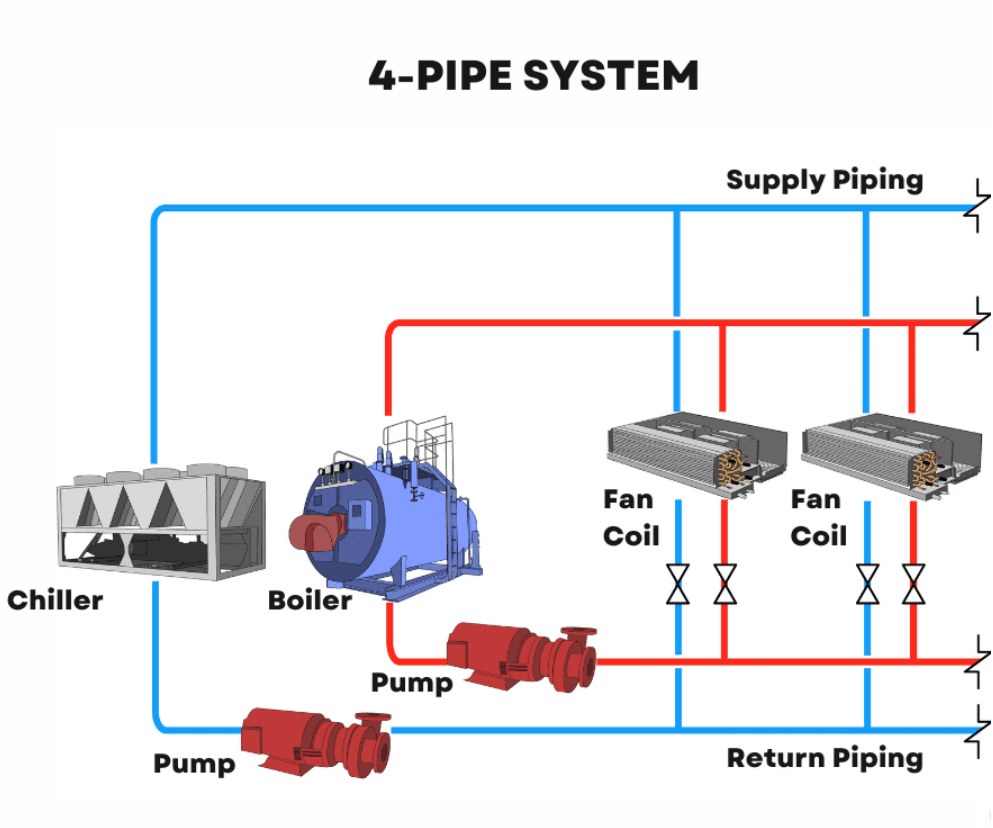 4-PIPE SYSTEM
Supply Piping
Fan
Coil
Fan
Coil
Chiller
Boiler
Pump
Pump
Return Piping